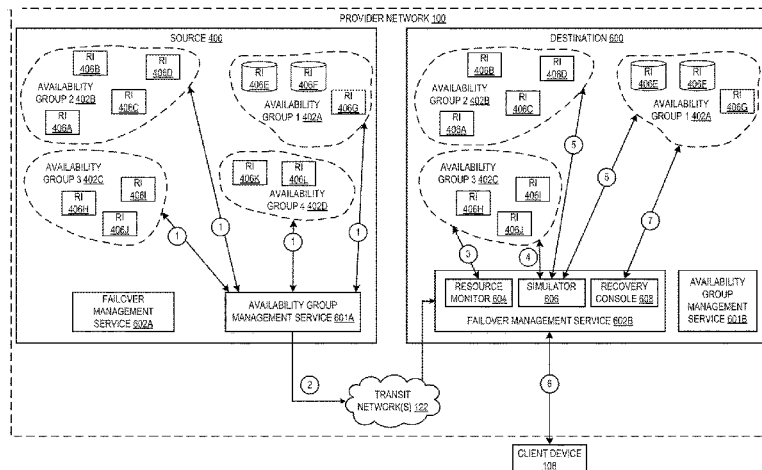 PROVIDER NETWORK 100
SOURCE 400
RI
406B
RI
406D
AVAILABILITY
GROUP 2 402B
RI
406C
RI
406A
RI
406E
RI
406F
RI
406G
AVAILABILITY
GROUP 1
402A
AVAILABILITY
GROUP 3 402C
RI
406I
RI
406H
RI
406J
RI
406K
RI
406L
AVAILABILITY
GROUP 4 402D
1
1
1
1
FAILOVER
MANAGEMENT
SERVICE 602A
AVAILABILITY GROUP
MANAGEMENT SERVICE 601A
2
TRANSIT
NETWORK(S) 122
DESTINATION 600
RI
406B
RI
406D
AVAILABILITY
GROUP 2 402B
RI
406C
RI
406A
RI
406E
RI
406F
RI
406G
AVAILABILITY
GROUP 1 402A
AVAILABILITY
GROUP 3 402C
RI
406I
RI
406H
RI
406J
5
5
7
3
4
RESOURCE
MONITOR 604
SIMULATOR
606
RECOVERY
CONSOLE 608
FAILOVER MANAGEMENT SERVICE 602B
AVAILABILITY
GROUP
MANAGEMENT
SERVICE 601B
6
CLIENT DEVICE
108